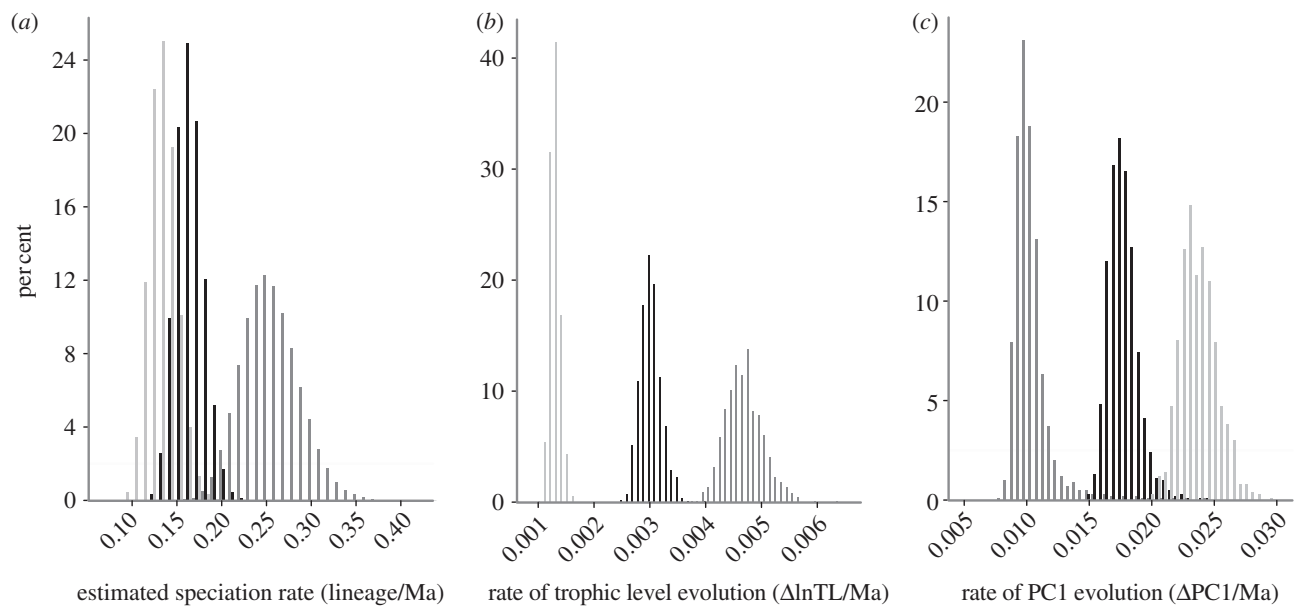 (a)
24
20
16
12
8
4
0
per cent
0.10 0.15 0.20 0.25 0.30 0.35 0.40
estimated speciation rate (lineage/Ma)
(b)
40
30
20
10
0
0.001 0.002 0.003 0.004 0.005 0.006
rate of trophic level evolution (ΔlnTL/Ma)
(c)
20
15
10
5
0
0.005 0.010 0.015 0.020 0.025 0.030
rate of PC1 evolution (ΔPC1/Ma)